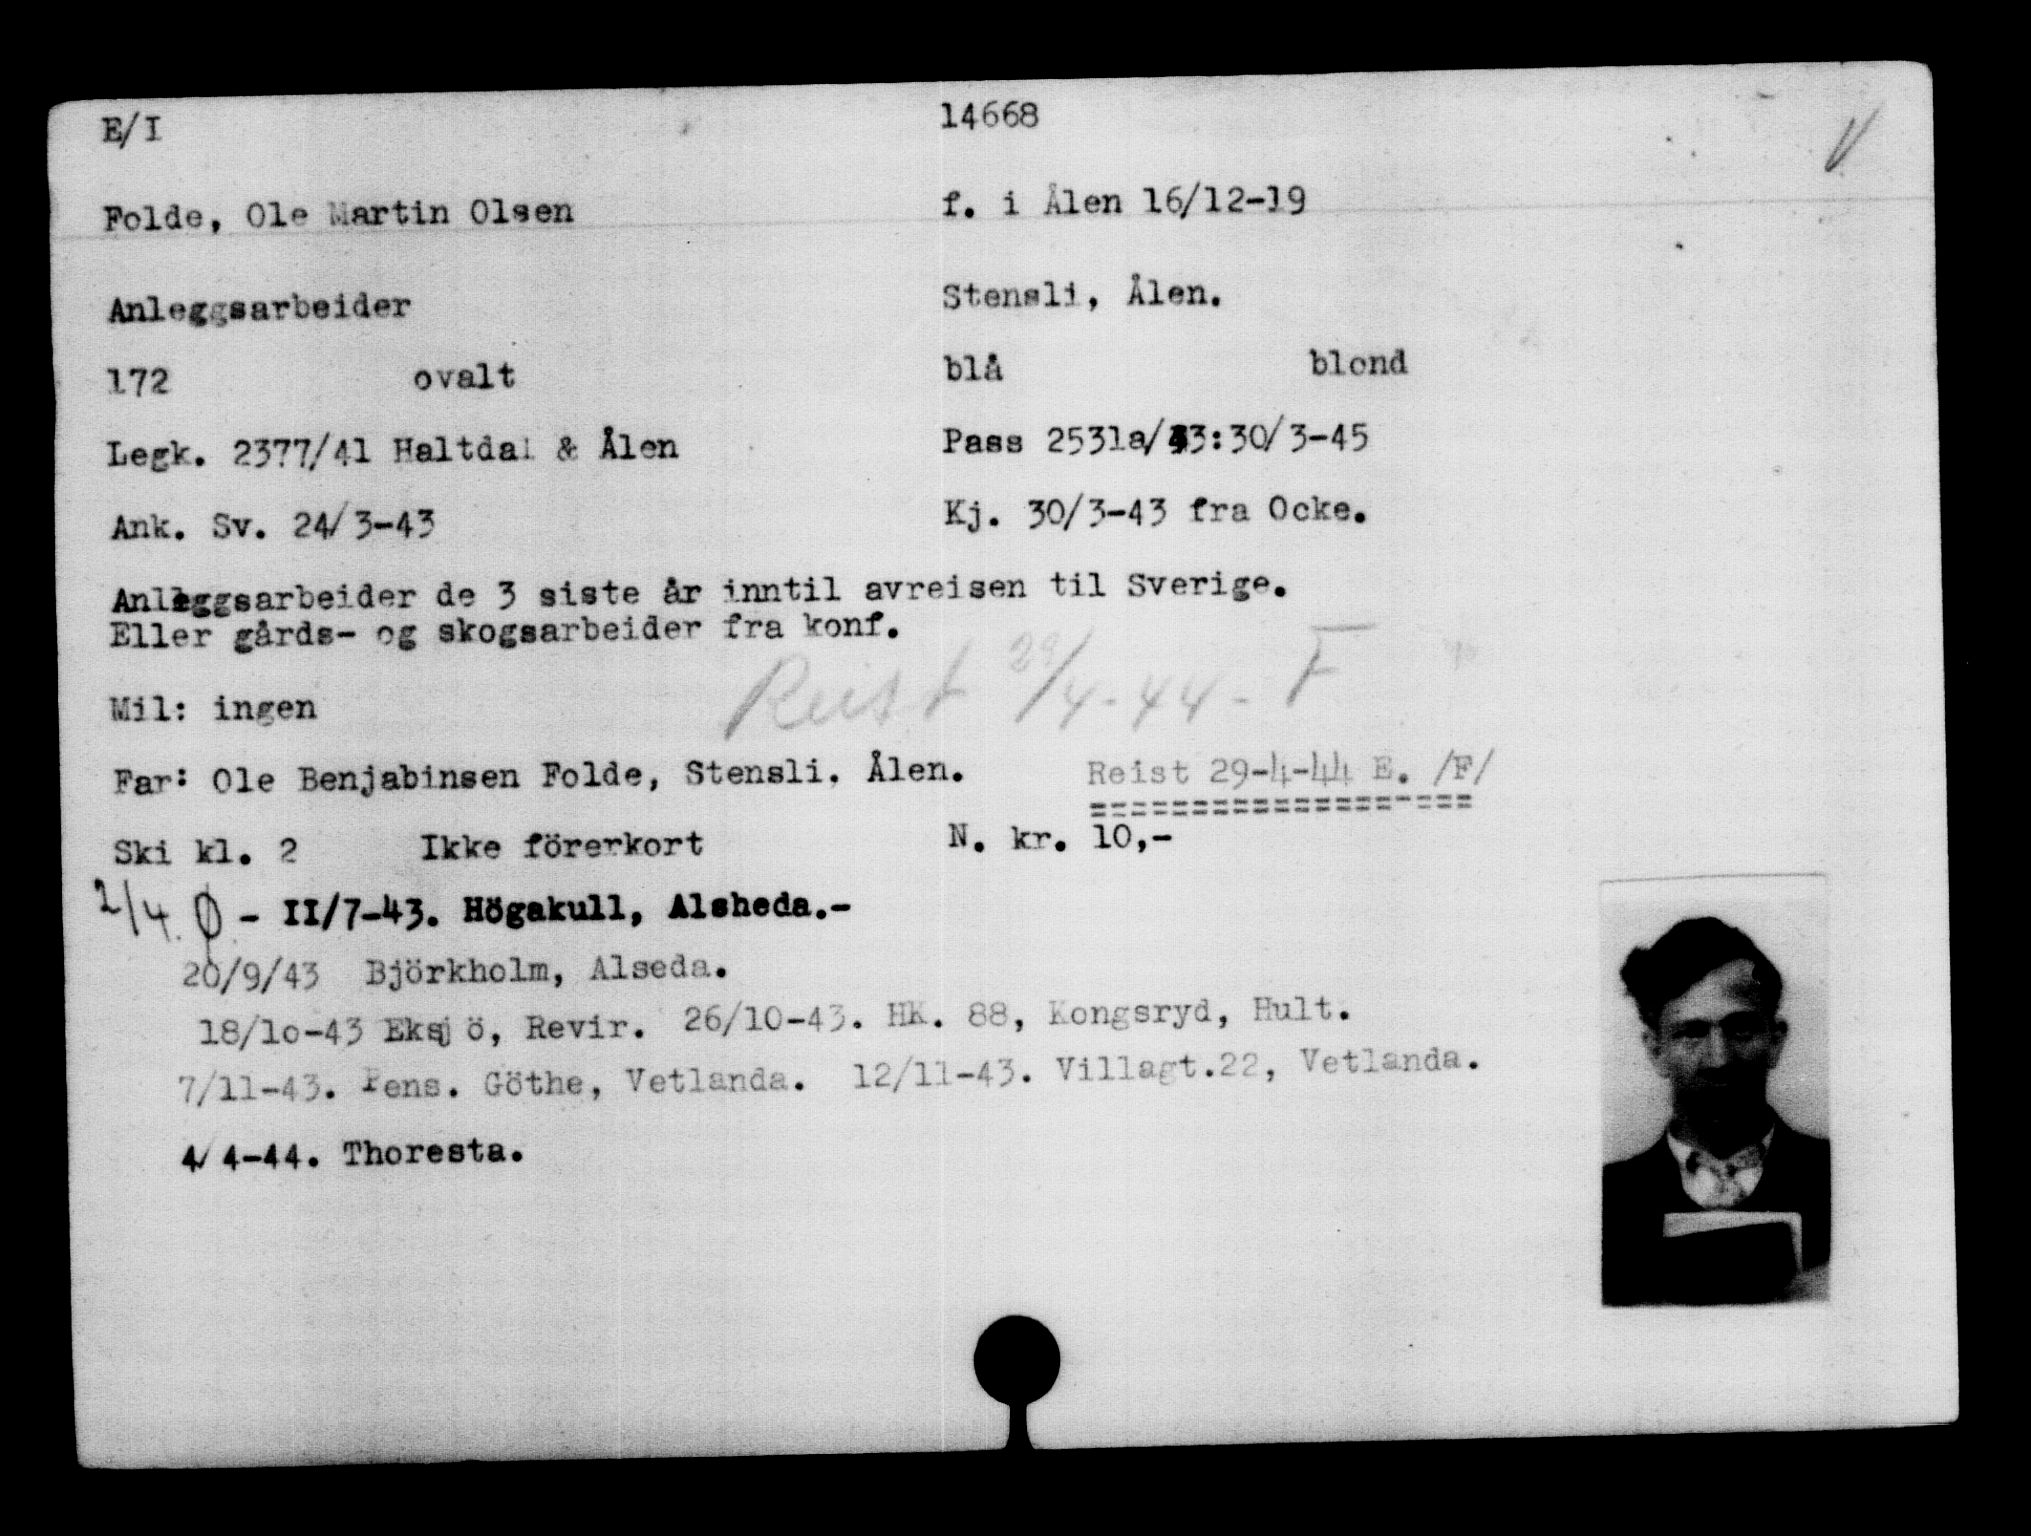 E/I 14668
Folde, Ole Martin Olsen f. i Ålen 16/12-19
Anleggsarbeider Stensli, Ålen.
172 ovalt blå blond
Legk. 2377/41 Haltdal & Ålen Pass 2531a/43:30/3-45
Ank. Sv. 24/3-43 Kj. 30/3-43 fra Ocke.
Anleggsarbeider de 3 siste år inntil avreisen til Sverige.
Eller gårds- og skogsarbeider fra konf.
Reist 29/4-44 - F
Mil: ingen
Far: Ole Benjabinsen Folde, Stensli. Ålen. Reist 29-4-44 E. /F/
===================
Ski kl. 2 Ikke förerkort N. kr. 10,-
2/4. Ø - II/7-43. Högakull, Alsheda.-
20/9/43 Björkholm, Alseda.
18/10-43 Eksjö, Revir. 26/10-43. HK. 88, Kongsryd, Hult.
7/11-43. Pens. Göthe, Vetlanda. 12/11-43. Villagt.22, Vetlanda.
4/4-44. Thoresta.